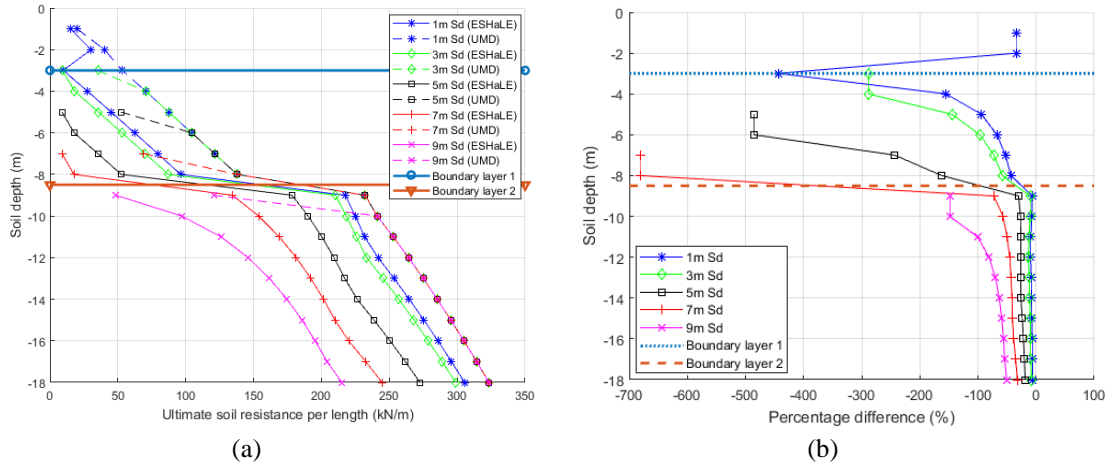 0
-2
-4
-6
-8
-10
-12
-14
-16
-18
Soil depth (m)
0
50
100
150
200
250
300
350
Ultimate soil resistance per length (kN/m)
1m Sd (ESHaLE)
1m Sd (UMD)
3m Sd (ESHaLE)
3m Sd (UMD)
5m Sd (ESHaLE)
5m Sd (UMD)
7m Sd (ESHaLE)
7m Sd (UMD)
9m Sd (ESHaLE)
9m Sd (UMD)
Boundary layer 1
Boundary layer 2
(a)
0
-2
-4
-6
-8
-10
-12
-14
-16
-18
Soil depth (m)
-700
-600
-500
-400
-300
-200
-100
0
100
Percentage difference (%)
1m Sd
3m Sd
5m Sd
7m Sd
9m Sd
Boundary layer 1
Boundary layer 2
(b)